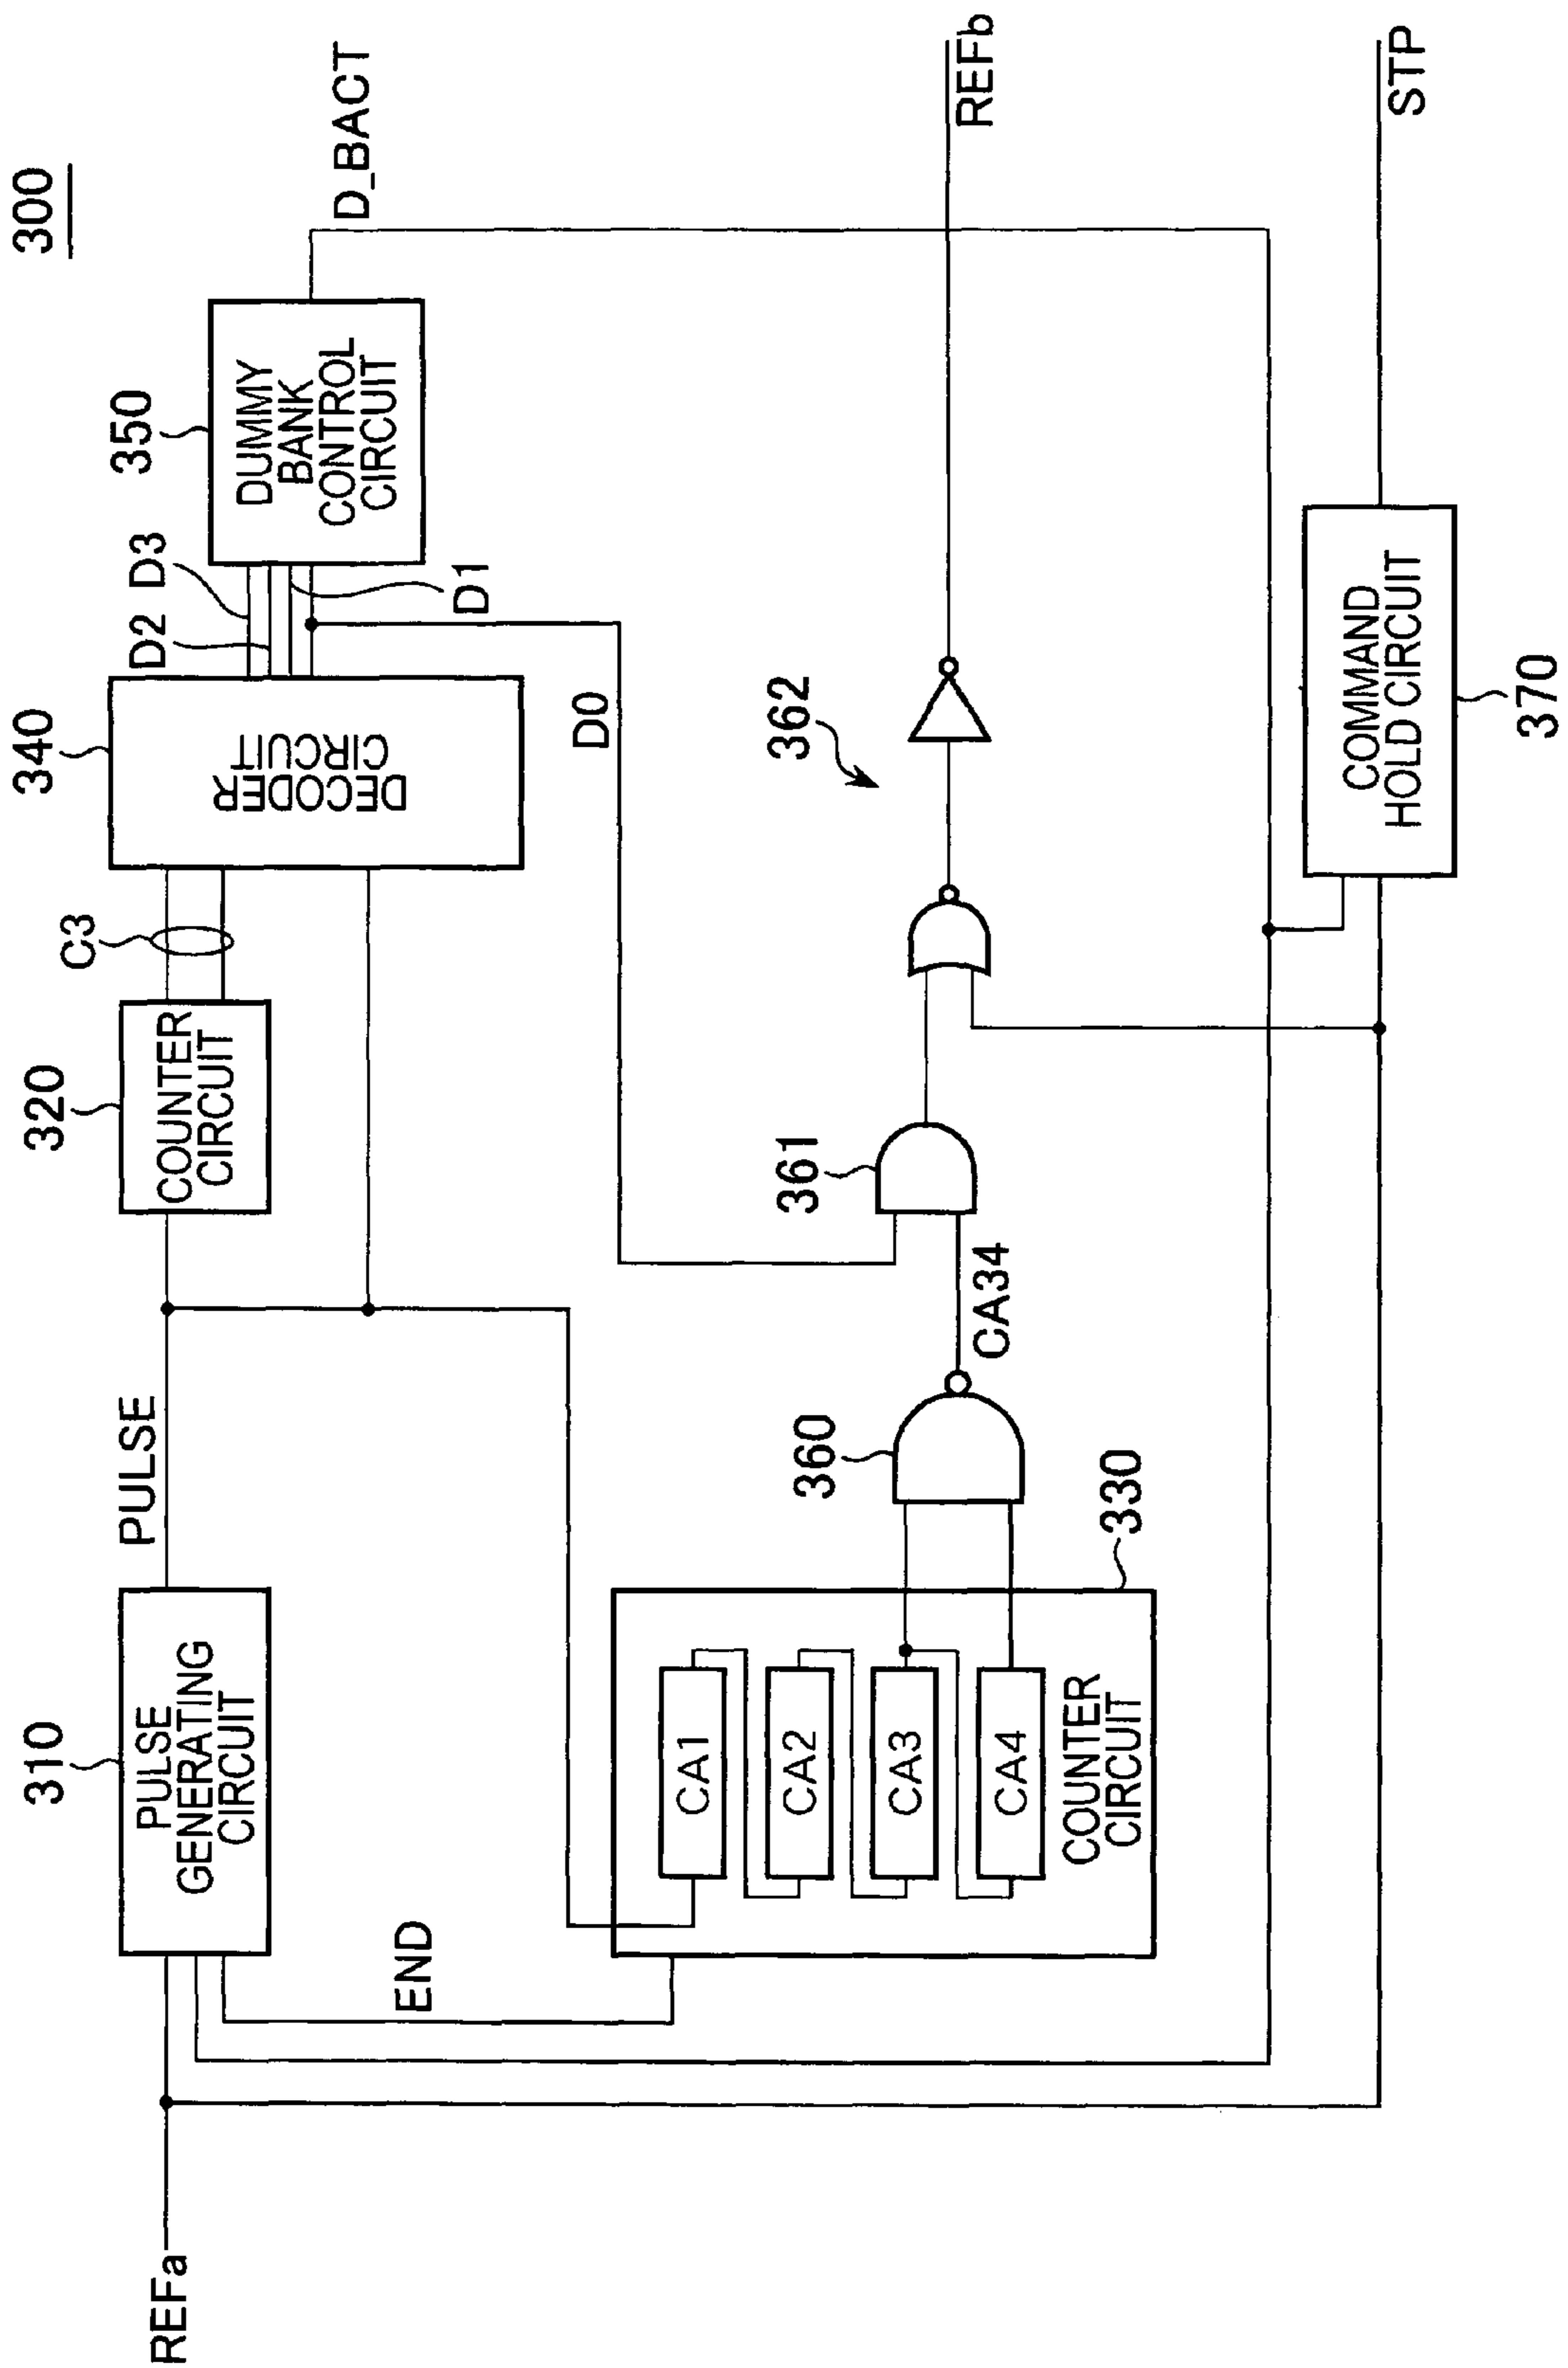 300
REFa
310
PULSE
GENERATING
CIRCUIT
PULSE
320
COUNTER
CIRCUIT
C3
340
DECODER
CIRCUIT
D2
D3
D1
D0
350
DUMMY
BANK
CONTROL
CIRCUIT
D_BACT
END
CA1
CA2
CA3
CA4
COUNTER
CIRCUIT
330
360
CA34
361
362
REFb
COMMAND
HOLD CIRCUIT
370
STP